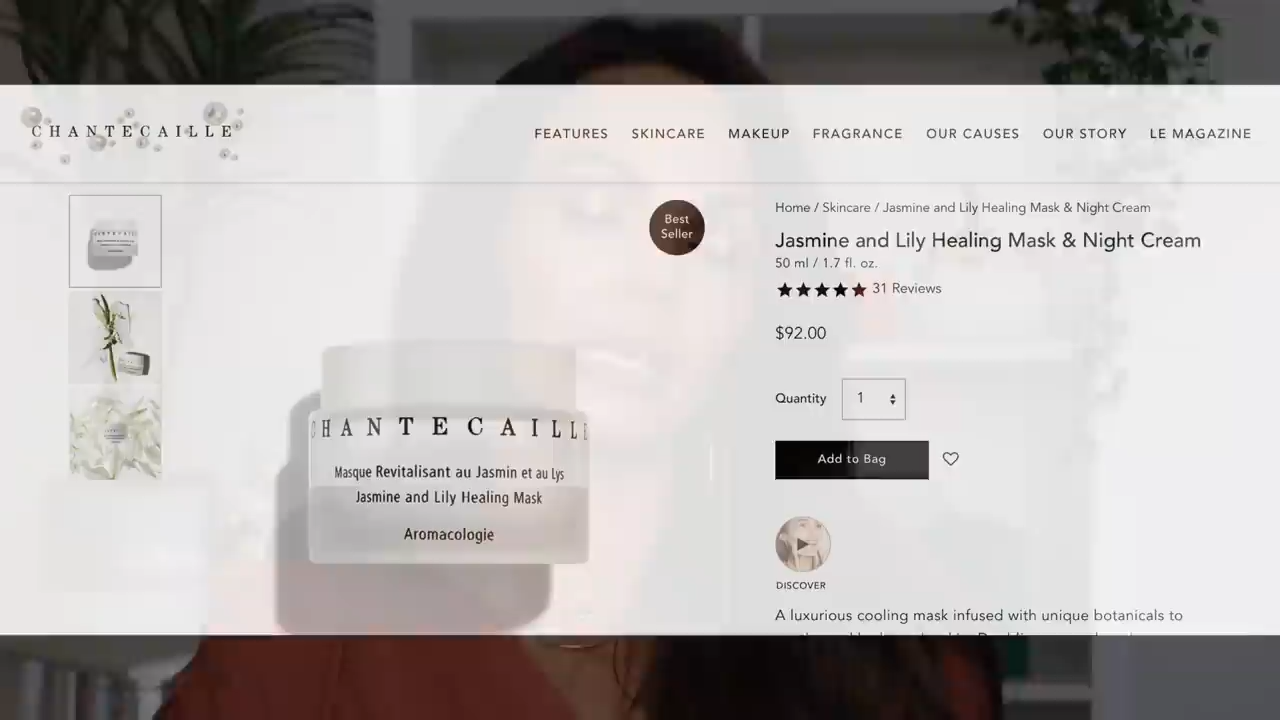 CHANTECAILLE
FEATURES SKINCARE MAKEUP FRAGRANCE OUR CAUSES OUR STORY LE MAGAZINE
Best
Seller
Home / Skincare / Jasmine and Lily Healing Mask & Night Cream
Jasmine and Lily Healing Mask & Night Cream
50 ml / 1.7 fl. oz.
31 Reviews
$92.00
Quantity 1
Add to Bag
CHANTECAILLE
Masque Revitalisant au Jasmin et au Lys
Jasmine and Lily Healing Mask
Aromacologie
DISCOVER
A luxurious cooling mask infused with unique botanicals to